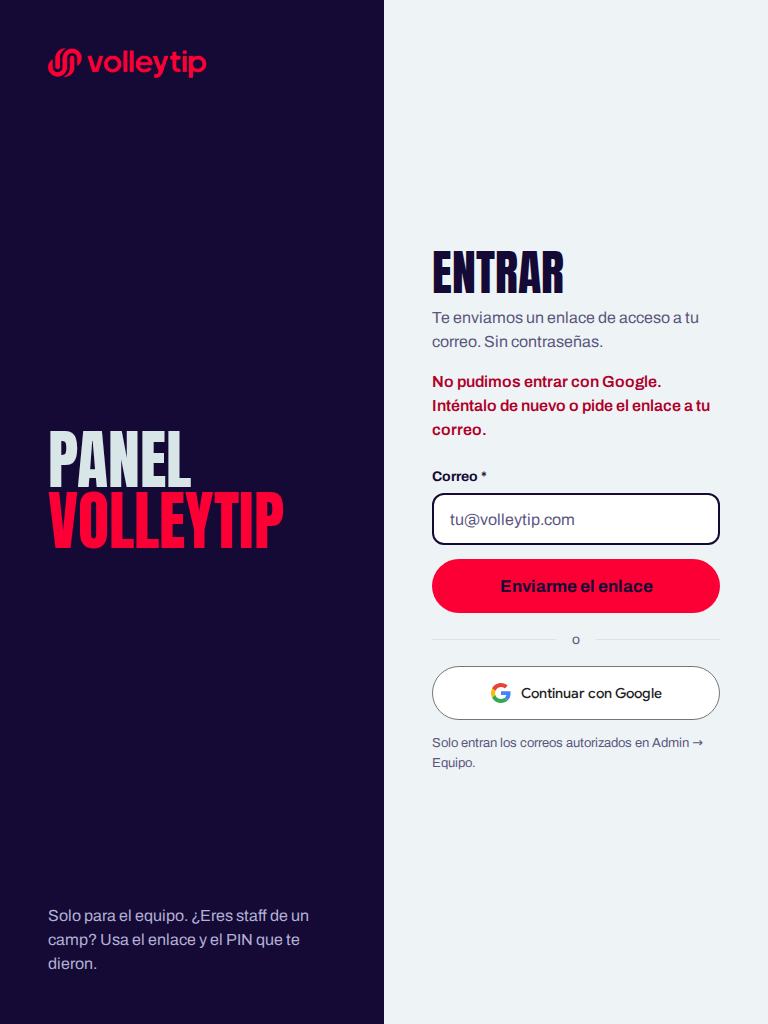 volleytip
PANEL
VOLLEYTIP
Solo para el equipo. ¿Eres staff de un
camp? Usa el enlace y el PIN que te
dieron.
ENTRAR
Te enviamos un enlace de acceso a tu
correo. Sin contraseñas.
No pudimos entrar con Google.
Inténtalo de nuevo o pide el enlace a tu
correo.
Correo *
tu@volleytip.com
Enviarme el enlace
o
Continuar con Google
Solo entran los correos autorizados en Admin →
Equipo.